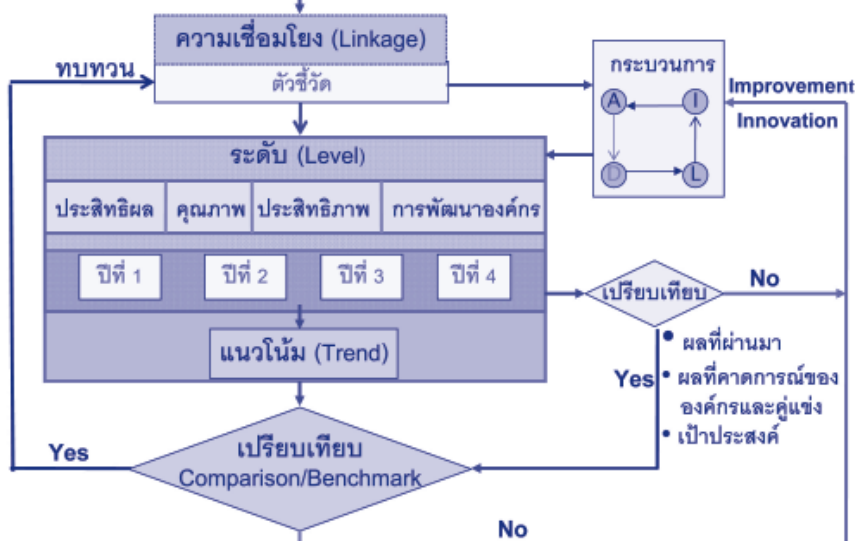 ความเชื่อมโยง (Linkage)
ตัวชี้วัด
ทบทวน
กระบวนการ
A
I
D
L
Improvement
Innovation
ระดับ (Level)
ประสิทธิผล
คุณภาพ
ประสิทธิภาพ
การพัฒนาองค์กร
ปีที่ 1
ปีที่ 2
ปีที่ 3
ปีที่ 4
เปรียบเทียบ
No
แนวโน้ม (Trend)
Yes
• ผลที่ผ่านมา
• ผลที่คาดการณ์ของ
องค์กรและคู่แข่ง
• เป้าประสงค์
Yes
เปรียบเทียบ
Comparison/Benchmark
No